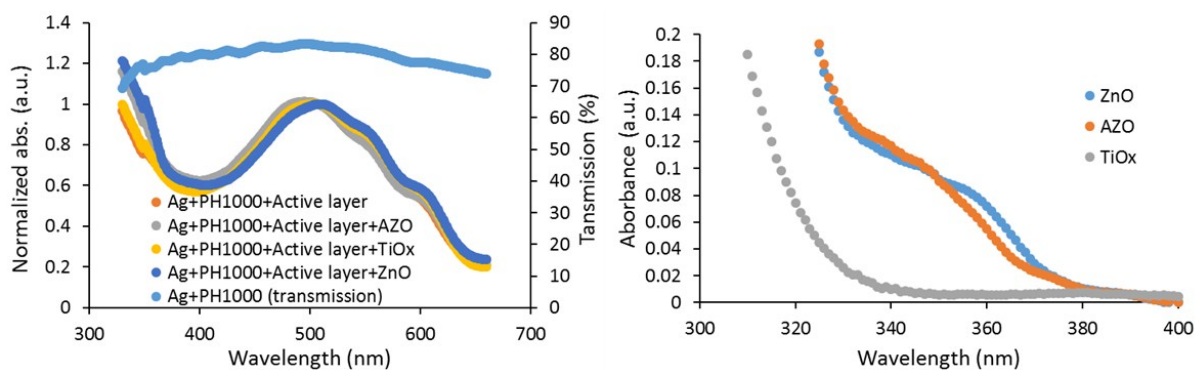 Normalized abs. (a.u.)
1.4
1.2
1
0.8
0.6
0.4
0.2
0
90
80
70
60
50
40
30
20
10
0
Tansmission (%)
Ag+PH1000+Active layer
Ag+PH1000+Active layer+AZO
Ag+PH1000+Active layer+TiOx
Ag+PH1000+Active layer+ZnO
Ag+PH1000 (transmission)
300 400 500 600 700
Wavelength (nm)
Aborbance (a.u.)
0.2
0.18
0.16
0.14
0.12
0.1
0.08
0.06
0.04
0.02
0
ZnO
AZO
TiOx
300 320 340 360 380 400
Wavelength (nm)